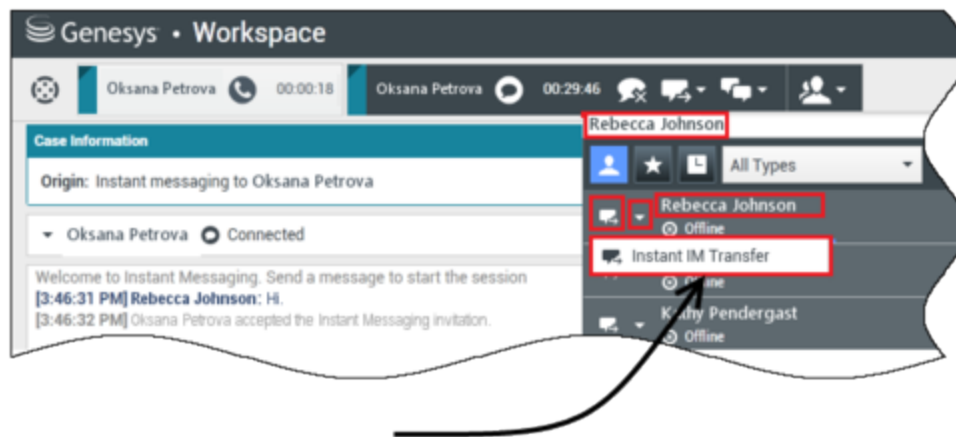 Genesys • Workspace
Oksana Petrova 00:00:18 Oksana Petrova 00:29:46
Rebecca Johnson
Case Information
All Types
Origin: Instant messaging to Oksana Petrova
Rebecca Johnson
Offline
Oksana Petrova Connected
Instant IM Transfer
Welcome to Instant Messaging. Send a message to start the session
Offline
[3:46:31 PM] Rebecca Johnson: Hi.
[3:46:32 PM] Oksana Petrova accepted the Instant Messaging invitation.
Kathy Pendergast
Offline